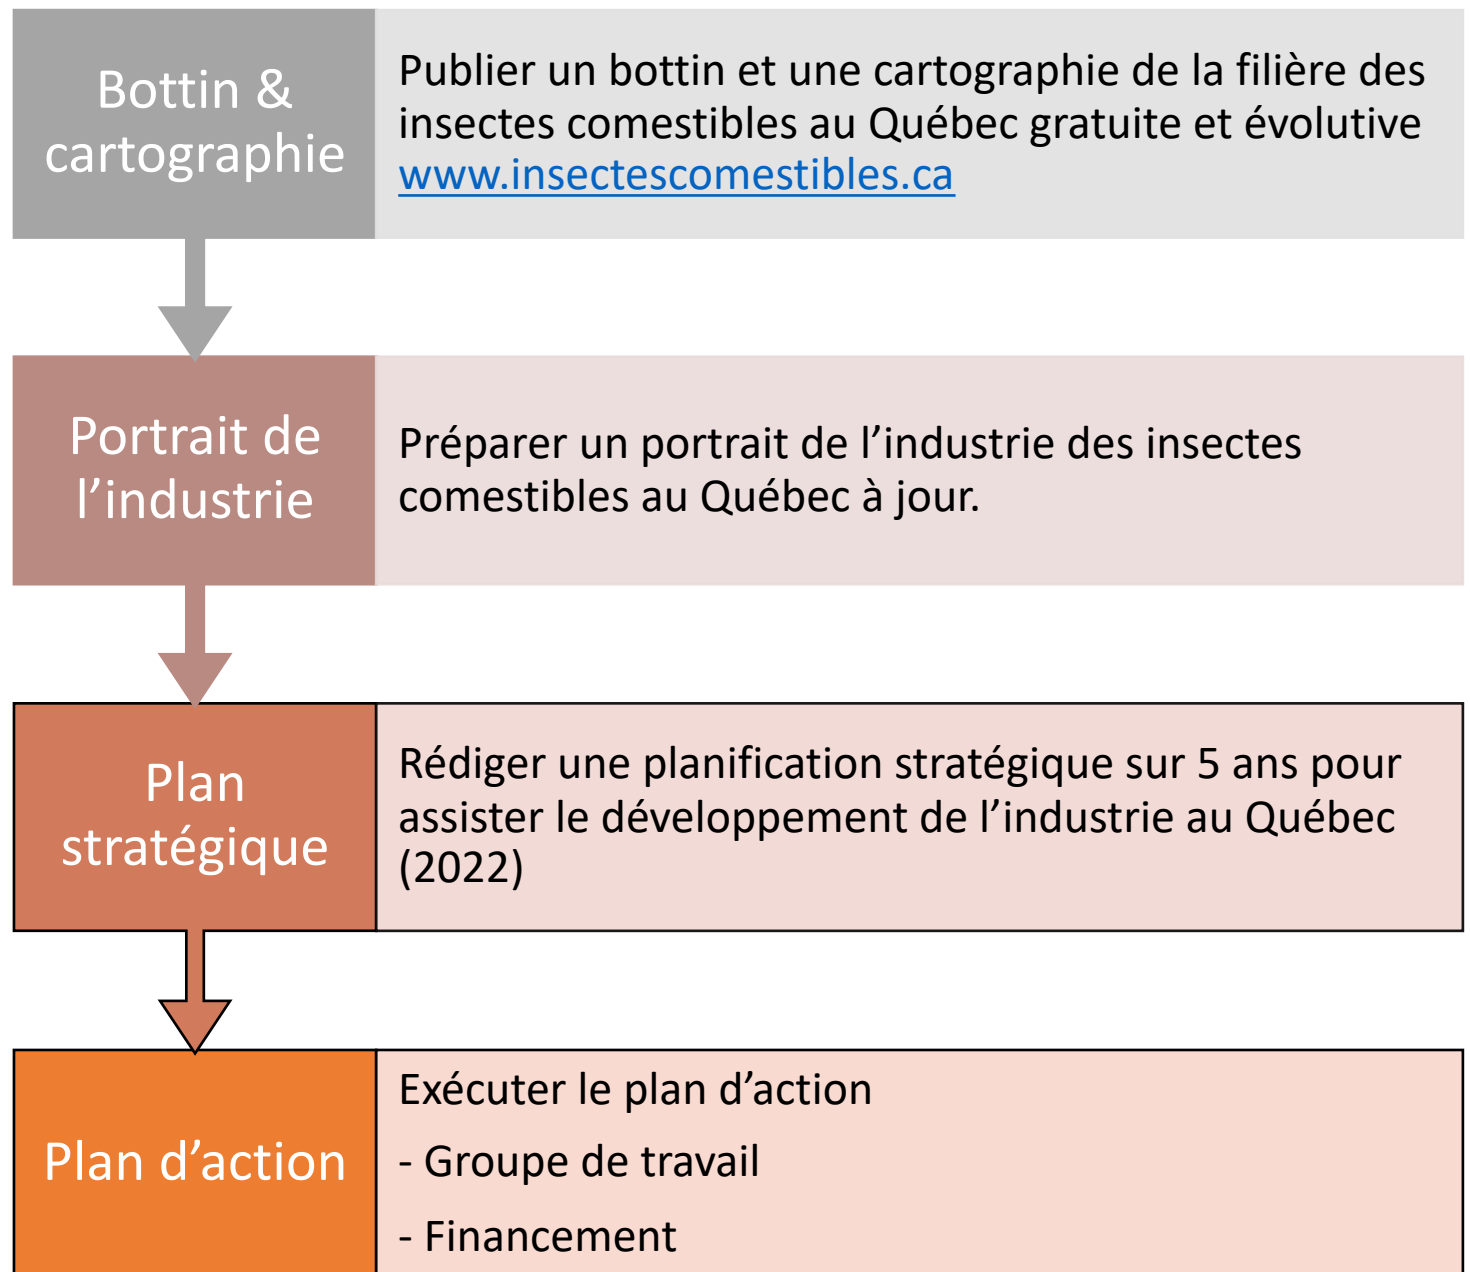 Bottin &
cartographie
Publier un bottin et une cartographie de la filière des
insectes comestibles au Québec gratuite et évolutive
www.insectescomestibles.ca
Portrait de
l’industrie
Préparer un portrait de l’industrie des insectes
comestibles au Québec à jour.
Plan
stratégique
Rédiger une planification stratégique sur 5 ans pour
assister le développement de l’industrie au Québec
(2022)
Plan d’action
Exécuter le plan d’action
- Groupe de travail
- Financement